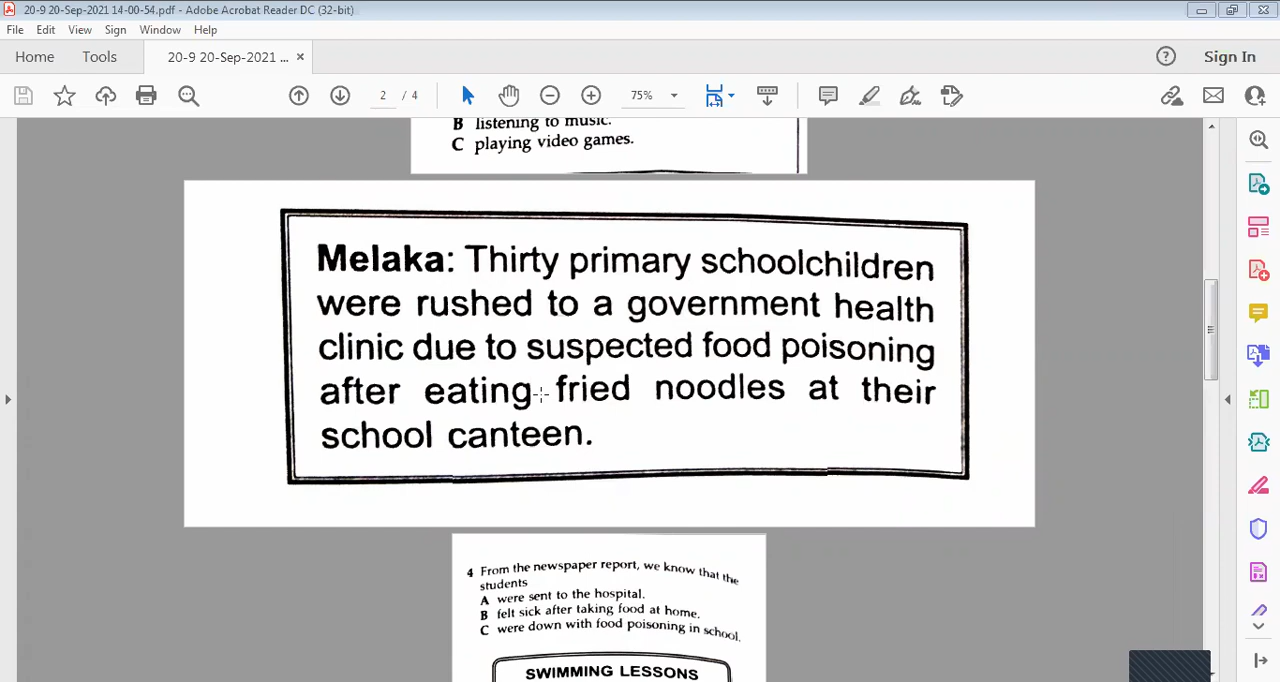 20-9 20-Sep-2021 14-00-54.pdf - Adobe Acrobat Reader DC (32-bit)
File Edit View Sign Window Help
Home Tools 20-9 20-Sep-2021 ... × Sign In
2 / 4 75%
B listening to music.
C playing video games.
Melaka: Thirty primary schoolchildren
were rushed to a government health
clinic due to suspected food poisoning
after eating fried noodles at their
school canteen.
4 From the newspaper report, we know that the
students
A were sent to the hospital.
B felt sick after taking food at home.
C were down with food poisoning in school.
SWIMMING LESSONS